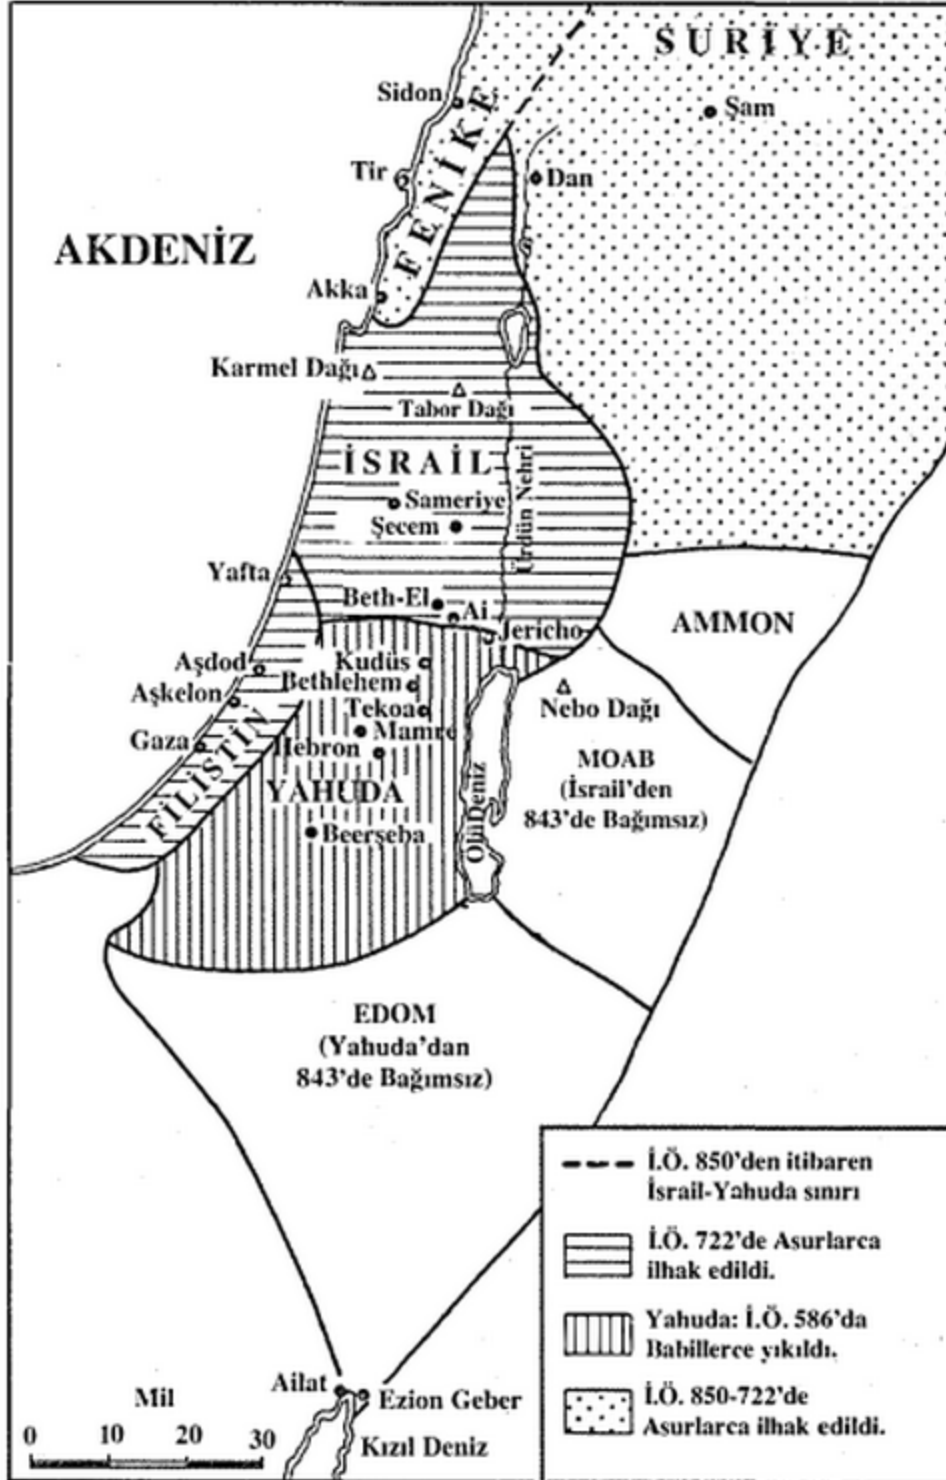 SURİYE
Sidon
Şam
FENİKE
Tir
Dan
AKDENİZ
Akka
Karmel Dağı
Tabor Dağı
İSRAİL
Ürdün Nehri
Sameriye
Şecem
Yafta
Beth-El
Ai
Jericho
AMMON
Kudüs
Aşdod
Bethlehem
Aşkelon
Tekoa
Nebo Dağı
Mamre
Gaza
Hebron
FİLİSTİN
MOAB
(İsrail'den
843'de Bağımsız)
YAHUDA
Ölü Deniz
Beerşeba
EDOM
(Yahuda'dan
843'de Bağımsız)
İ.Ö. 850'den itibaren
İsrail-Yahuda sınırı
İ.Ö. 722'de Asurlarca
ilhak edildi.
Yahuda: İ.Ö. 586'da
Babillerce yıkıldı.
İ.Ö. 850-722'de
Asurlarca ilhak edildi.
Ailat
Ezion Geber
Kızıl Deniz
Mil
0 10 20 30